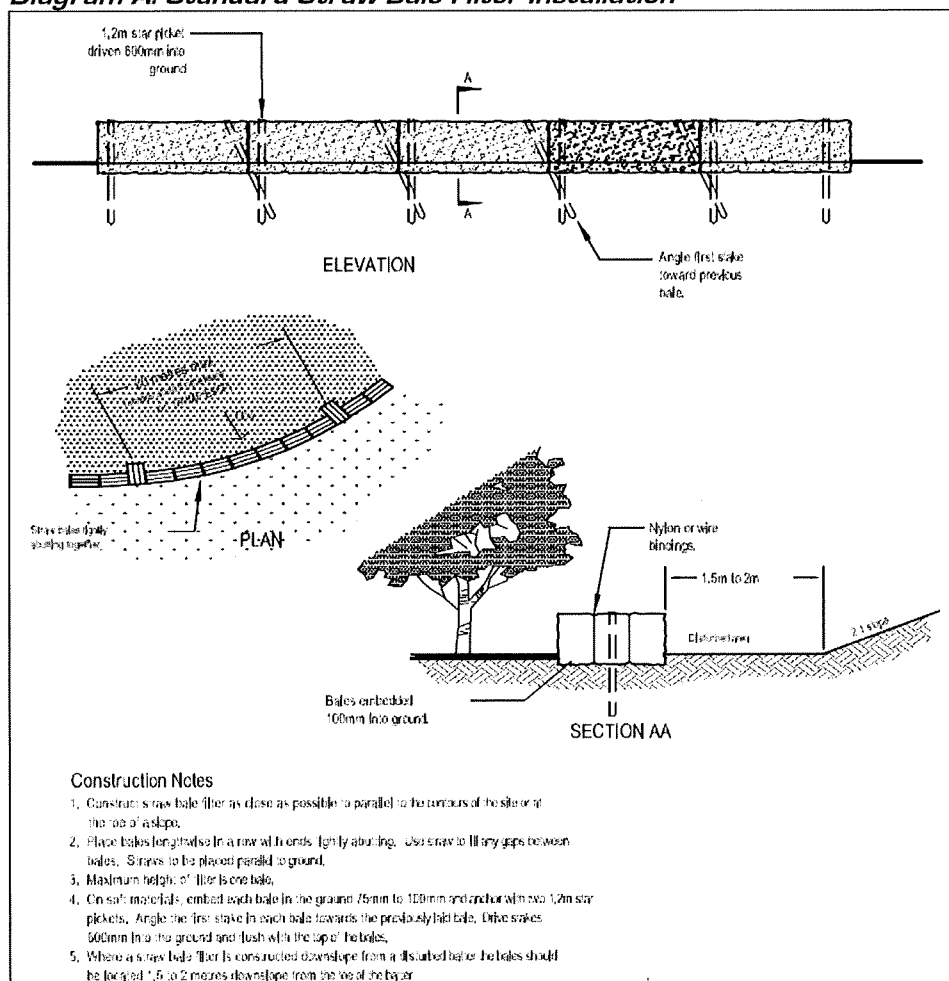 Diagram A: Standard Straw Bale Filter Installation
1,2m star picket
driven 600mm into
ground
A
A
ELEVATION
Angle first stake
toward previous
bale.
20 metres max
Straw bales tightly
abutting together.
PLAN
Nylon or wire
bindings.
1.5m to 2m
Disturbed area
2:1 slope
Bales embedded
100mm into ground.
SECTION AA
Construction Notes
1. Construct straw bale filter as close as possible to parallel to the contours of the site or at
the toe of a slope.
2. Place bales lengthwise in a row with ends tightly abutting. Use straw to fill any gaps between
bales. Straws to be placed parallel to ground.
3. Maximum height of filter is one bale.
4. On soft materials, embed each bale in the ground 75mm to 100mm and anchor with two 1,2m star
pickets. Angle the first stake in each bale towards the previously laid bale. Drive stakes
600mm into the ground and flush with the top of the bales.
5. Where a straw bale filter is constructed downslope from a disturbed batter the bales should
be located 1,5 to 2 metres downslope from the toe of the batter